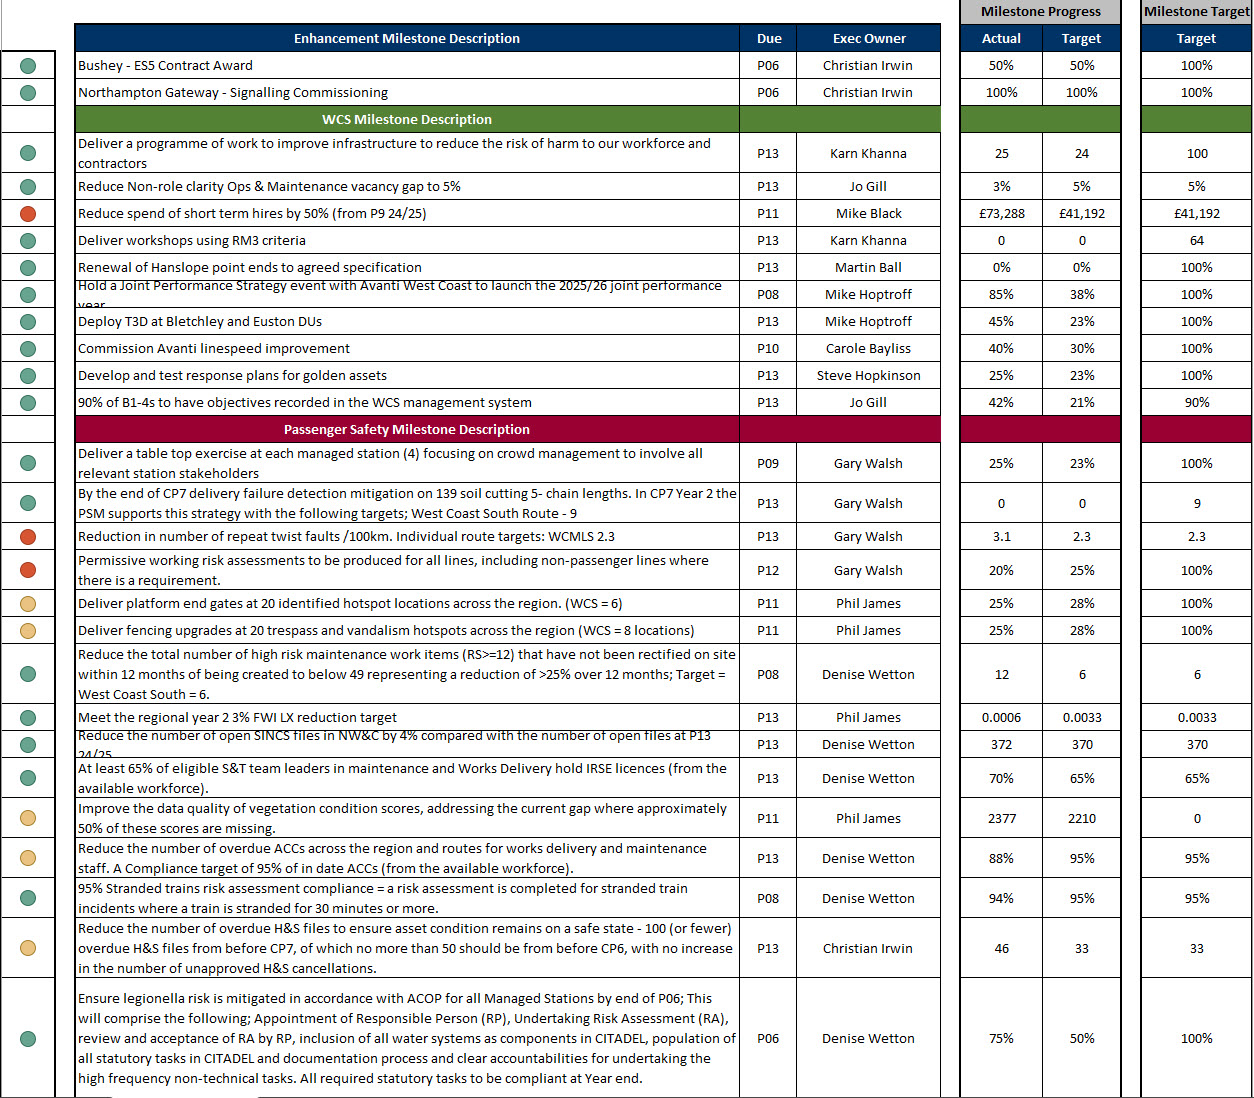 Milestone Progress Milestone Target
Enhancement Milestone Description Due Exec Owner Actual Target Target
Bushey - ES5 Contract Award P06 Christian Irwin 50% 50% 100%
Northampton Gateway - Signalling Commissioning P06 Christian Irwin 100% 100% 100%
WCS Milestone Description
Deliver a programme of work to improve infrastructure to reduce the risk of harm to our workforce and
contractors P13 Karn Khanna 25 24 100
Reduce Non-role clarity Ops & Maintenance vacancy gap to 5% P13 Jo Gill 3% 5% 5%
Reduce spend of short term hires by 50% (from P9 24/25) P11 Mike Black £73,288 £41,192 £41,192
Deliver workshops using RM3 criteria P13 Karn Khanna 0 0 64
Renewal of Hanslope point ends to agreed specification P13 Martin Ball 0% 0% 100%
Hold a Joint Performance Strategy event with Avanti West Coast to launch the 2025/26 joint performance
year P08 Mike Hoptroff 85% 38% 100%
Deploy T3D at Bletchley and Euston DUs P13 Mike Hoptroff 45% 23% 100%
Commission Avanti linespeed improvement P10 Carole Bayliss 40% 30% 100%
Develop and test response plans for golden assets P13 Steve Hopkinson 25% 23% 100%
90% of B1-4s to have objectives recorded in the WCS management system P13 Jo Gill 42% 21% 90%
Passenger Safety Milestone Description
Deliver a table top exercise at each managed station (4) focusing on crowd management to involve all
relevant station stakeholders P09 Gary Walsh 25% 23% 100%
By the end of CP7 delivery failure detection mitigation on 139 soil cutting 5- chain lengths. In CP7 Year 2 the
PSM supports this strategy with the following targets; West Coast South Route - 9 P13 Gary Walsh 0 0 9
Reduction in number of repeat twist faults /100km. Individual route targets: WCMLS 2.3 P13 Gary Walsh 3.1 2.3 2.3
Permissive working risk assessments to be produced for all lines, including non-passenger lines where
there is a requirement. P12 Gary Walsh 20% 25% 100%
Deliver platform end gates at 20 identified hotspot locations across the region. (WCS = 6) P11 Phil James 25% 28% 100%
Deliver fencing upgrades at 20 trespass and vandalism hotspots across the region (WCS = 8 locations) P11 Phil James 25% 28% 100%
Reduce the total number of high risk maintenance work items (RS>=12) that have not been rectified on site
within 12 months of being created to below 49 representing a reduction of >25% over 12 months; Target =
West Coast South = 6. P08 Denise Wetton 12 6 6
Meet the regional year 2 3% FWI LX reduction target P13 Phil James 0.0006 0.0033 0.0033
Reduce the number of open SINCS files in NW&C by 4% compared with the number of open files at P13
24/25 P13 Denise Wetton 372 370 370
At least 65% of eligible S&T team leaders in maintenance and Works Delivery hold IRSE licences (from the
available workforce). P13 Denise Wetton 70% 65% 65%
Improve the data quality of vegetation condition scores, addressing the current gap where approximately
50% of these scores are missing. P11 Phil James 2377 2210 0
Reduce the number of overdue ACCs across the region and routes for works delivery and maintenance
staff. A Compliance target of 95% of in date ACCs (from the available workforce). P13 Denise Wetton 88% 95% 95%
95% Stranded trains risk assessment compliance = a risk assessment is completed for stranded train
incidents where a train is stranded for 30 minutes or more. P08 Denise Wetton 94% 95% 95%
Reduce the number of overdue H&S files to ensure asset condition remains on a safe state - 100 (or fewer)
overdue H&S files from before CP7, of which no more than 50 should be from before CP6, with no increase
in the number of unapproved H&S cancellations. P13 Christian Irwin 46 33 33
Ensure legionella risk is mitigated in accordance with ACOP for all Managed Stations by end of P06; This
will comprise the following; Appointment of Responsible Person (RP), Undertaking Risk Assessment (RA),
review and acceptance of RA by RP, inclusion of all water systems as components in CITADEL, population of
all statutory tasks in CITADEL and documentation process and clear accountabilities for undertaking the
high frequency non-technical tasks. All required statutory tasks to be compliant at Year end. P06 Denise Wetton 75% 50% 100%